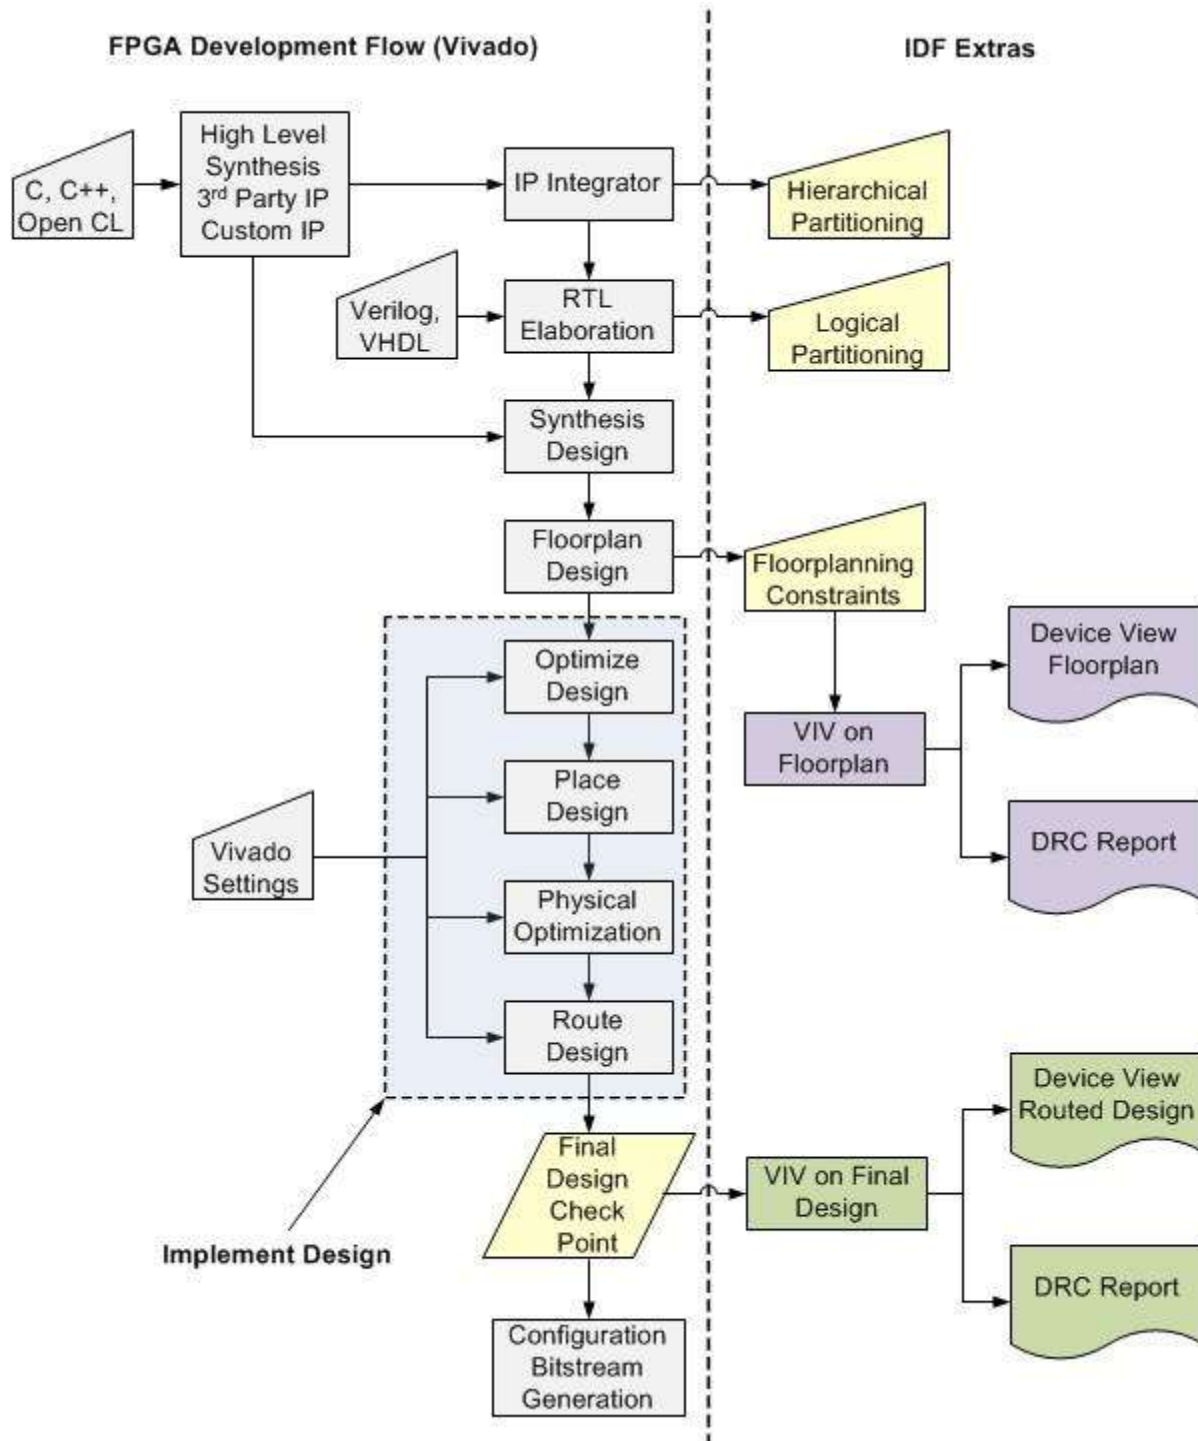 FPGA Development Flow (Vivado)
IDF Extras
C, C++,
Open CL
High Level
Synthesis
3rd Party IP
Custom IP
IP Integrator
Hierarchical
Partitioning
Verilog,
VHDL
RTL
Elaboration
Logical
Partitioning
Synthesis
Design
Floorplan
Design
Floorplanning
Constraints
Device View
Floorplan
Optimize
Design
VIV on
Floorplan
Place
Design
DRC Report
Vivado
Settings
Physical
Optimization
Route
Design
Device View
Routed Design
Final
Design
Check
Point
VIV on Final
Design
Implement Design
DRC Report
Configuration
Bitstream
Generation